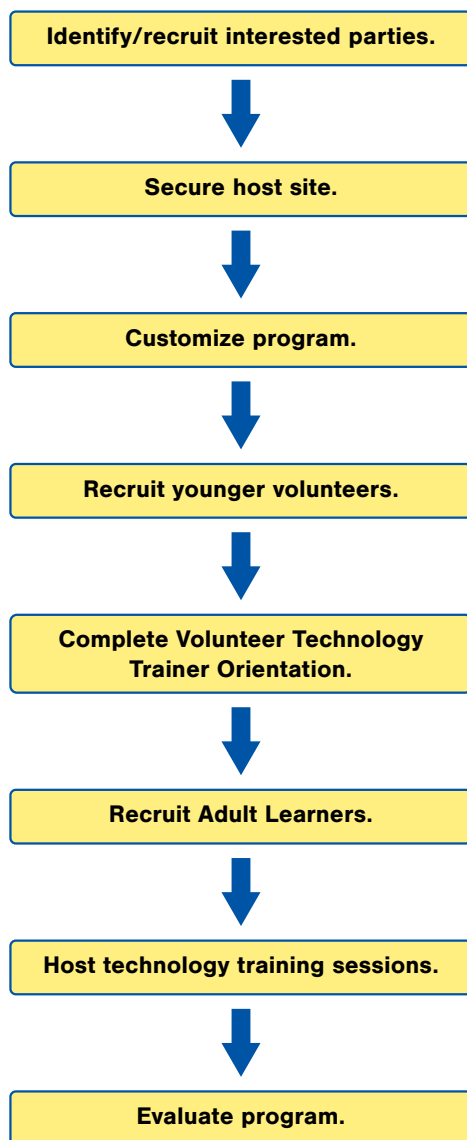 Identify/recruit interested parties.
Secure host site.
Customize program.
Recruit younger volunteers.
Complete Volunteer Technology
Trainer Orientation.
Recruit Adult Learners.
Host technology training sessions.
Evaluate program.